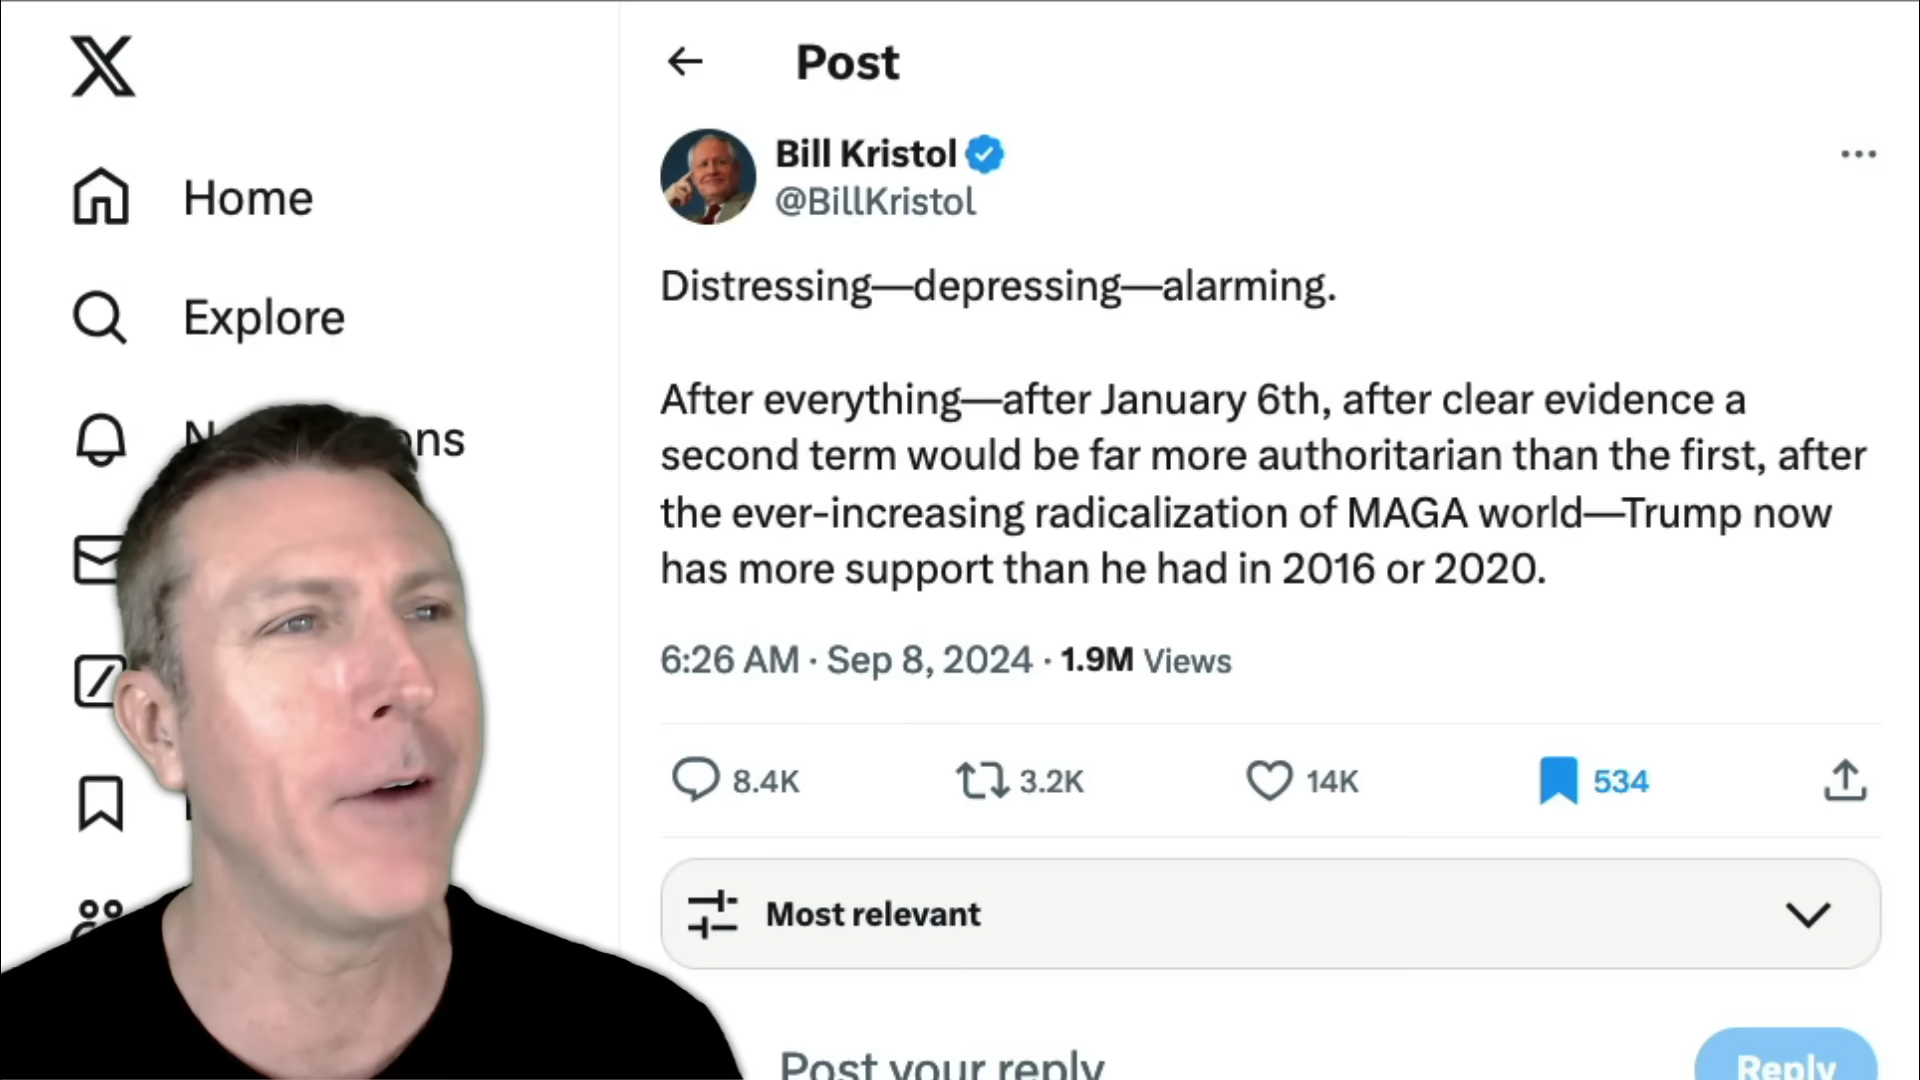 Post
Home
Explore
ns
Bill Kristol
@BillKristol
Distressing—depressing—alarming.
After everything—after January 6th, after clear evidence a
second term would be far more authoritarian than the first, after
the ever-increasing radicalization of MAGA world—Trump now
has more support than he had in 2016 or 2020.
6:26 AM · Sep 8, 2024 · 1.9M Views
8.4K 3.2K 14K 534
Most relevant
Post your reply
Reply